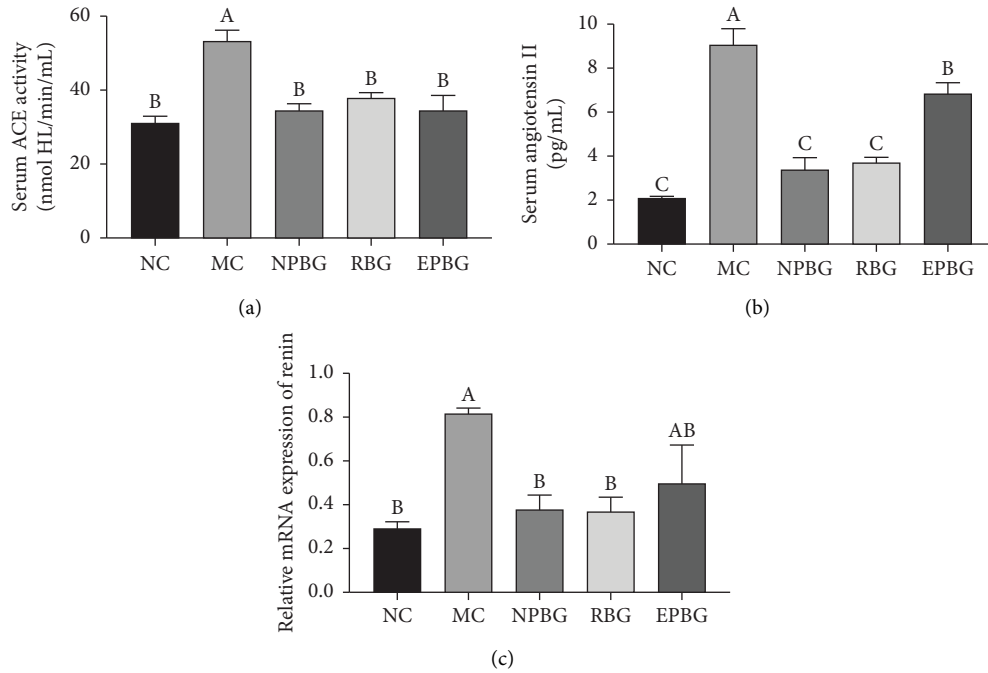 Serum ACE activity
(nmol HL/min/mL)
60
40
20
0
B
A
B
B
B
NC
MC
NPBG
RBG
EPBG
(a)
Serum angiotensin II
(pg/mL)
10
8
6
4
2
0
C
A
C
C
B
NC
MC
NPBG
RBG
EPBG
(b)
Relative mRNA expression of renin
1.0
0.8
0.6
0.4
0.2
0.0
B
A
B
B
AB
NC
MC
NPBG
RBG
EPBG
(c)